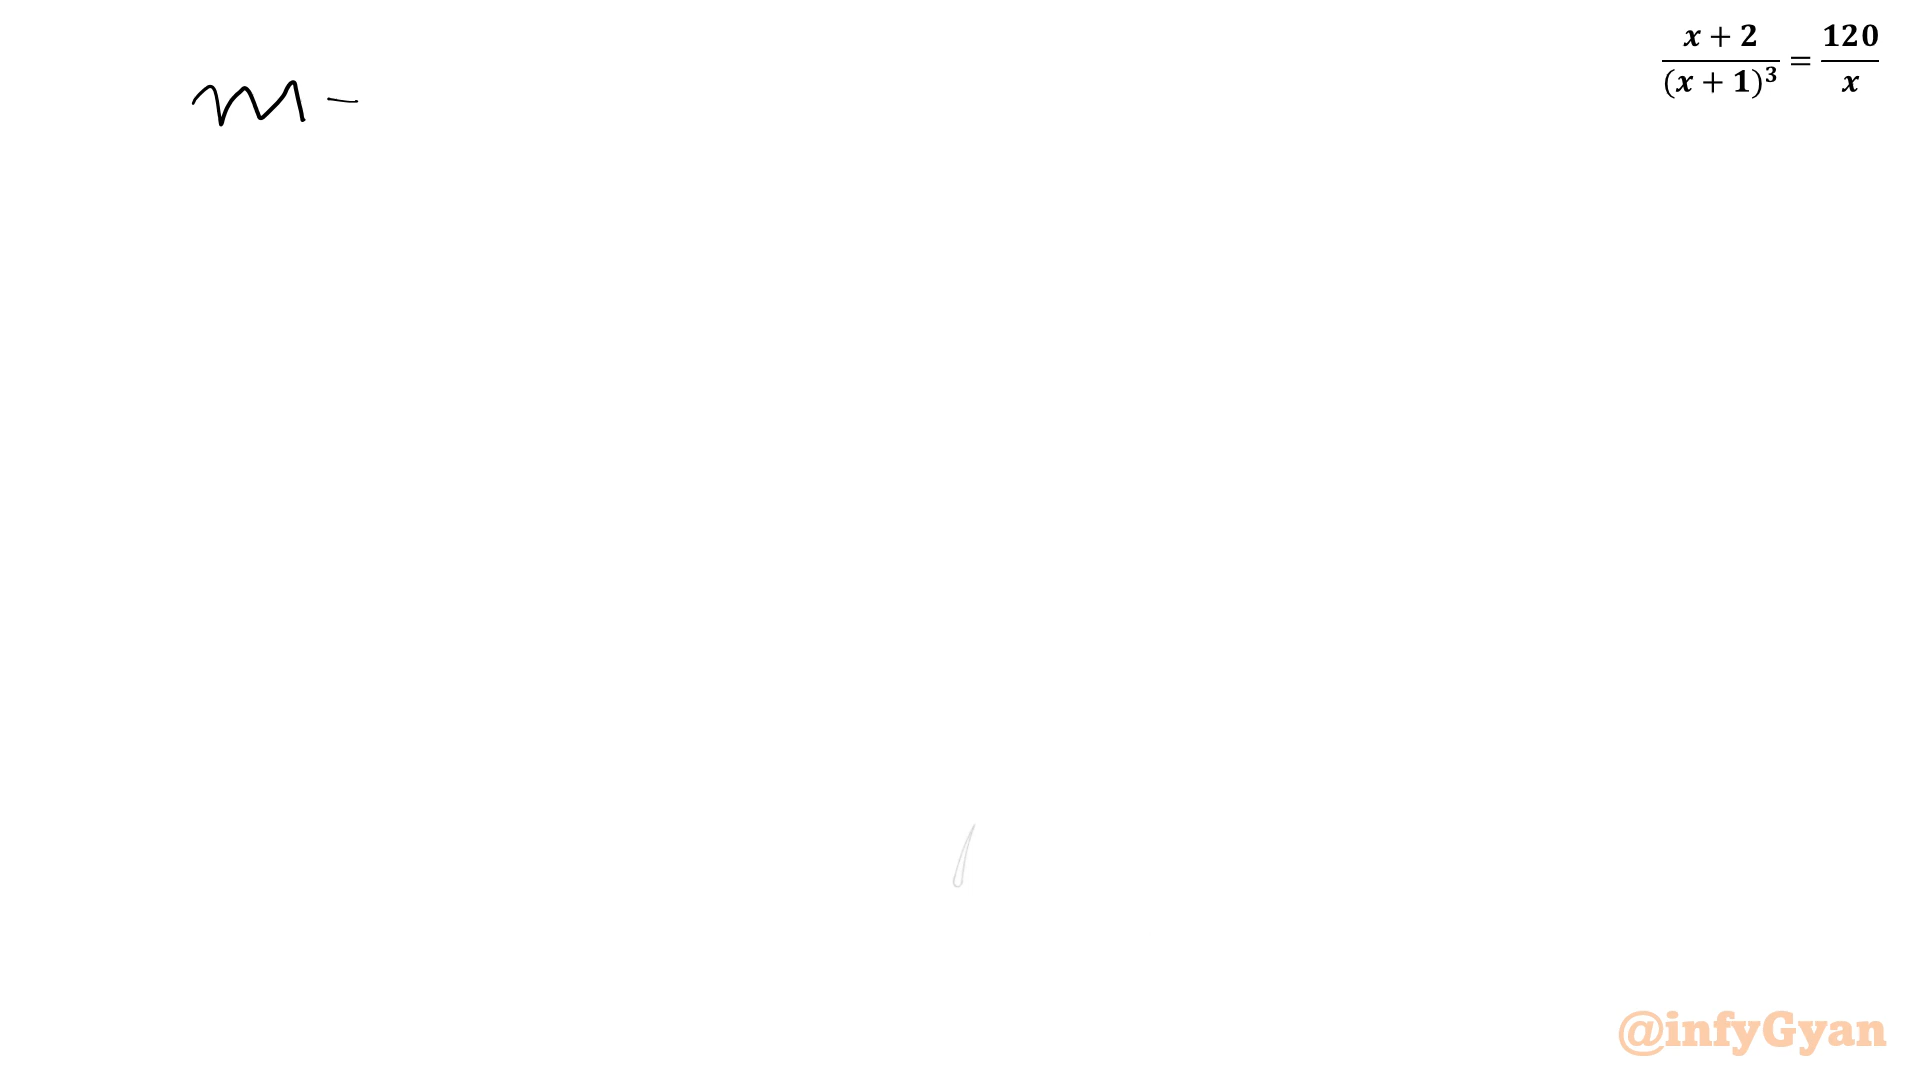 x + 2 / (x + 1)³ = 120 / x
m -
@infyGyan